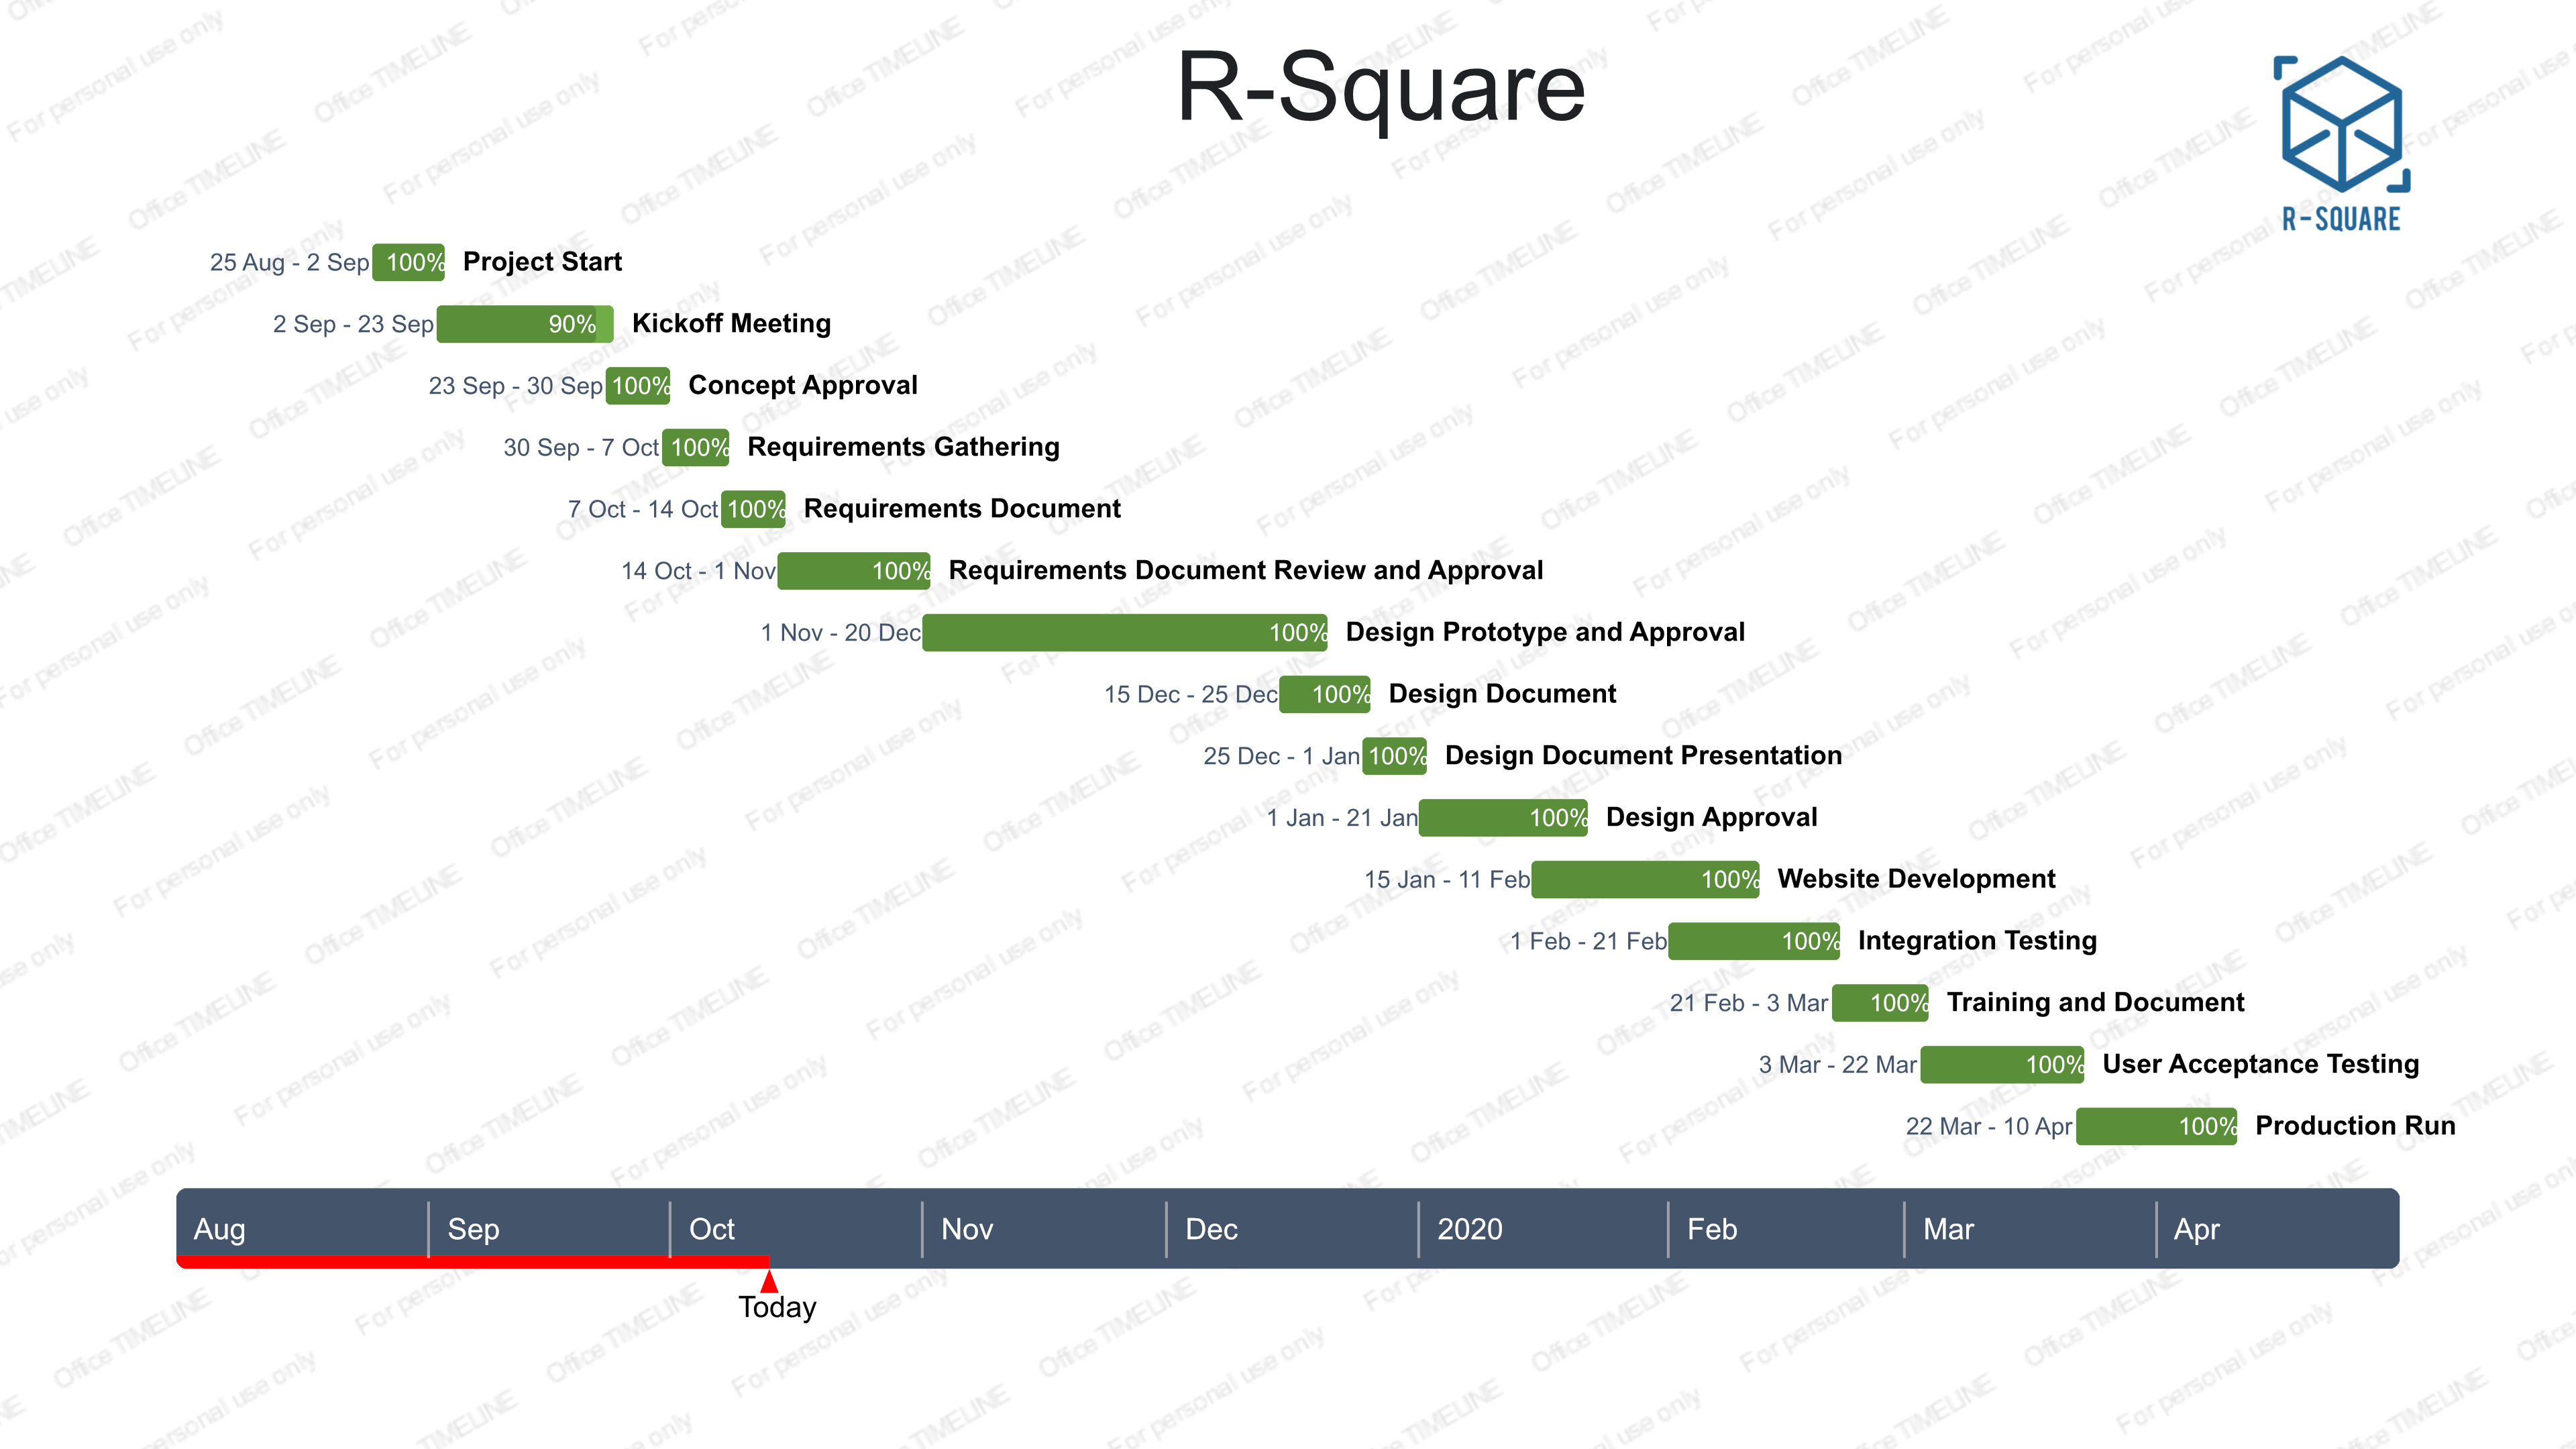 R-Square
R-SQUARE
25 Aug - 2 Sep 100% Project Start
2 Sep - 23 Sep 90% Kickoff Meeting
23 Sep - 30 Sep 100% Concept Approval
30 Sep - 7 Oct 100% Requirements Gathering
7 Oct - 14 Oct 100% Requirements Document
14 Oct - 1 Nov 100% Requirements Document Review and Approval
1 Nov - 20 Dec 100% Design Prototype and Approval
15 Dec - 25 Dec 100% Design Document
25 Dec - 1 Jan 100% Design Document Presentation
1 Jan - 21 Jan 100% Design Approval
15 Jan - 11 Feb 100% Website Development
1 Feb - 21 Feb 100% Integration Testing
21 Feb - 3 Mar 100% Training and Document
3 Mar - 22 Mar 100% User Acceptance Testing
22 Mar - 10 Apr 100% Production Run
Aug Sep Oct Nov Dec 2020 Feb Mar Apr
Today
Office TIMELINE For personal use only